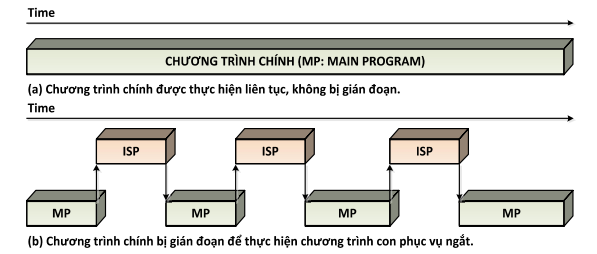 Time
CHƯƠNG TRÌNH CHÍNH (MP: MAIN PROGRAM)
(a) Chương trình chính được thực hiện liên tục, không bị gián đoạn.
Time
ISP ISP ISP
MP MP MP MP
(b) Chương trình chính bị gián đoạn để thực hiện chương trình con phục vụ ngắt.